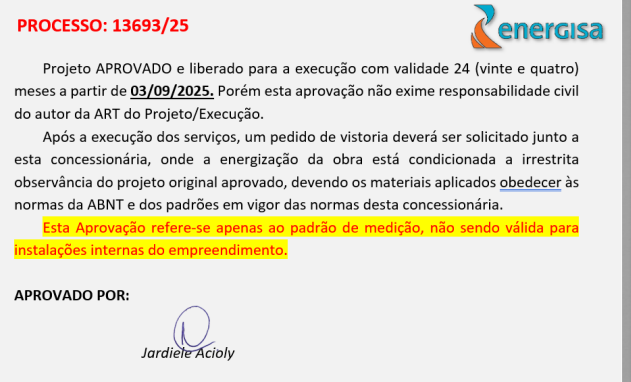 PROCESSO: 13693/25
energisa
Projeto APROVADO e liberado para a execução com validade 24 (vinte e quatro)
meses a partir de 03/09/2025. Porém esta aprovação não exime responsabilidade civil
do autor da ART do Projeto/Execução.
Após a execução dos serviços, um pedido de vistoria deverá ser solicitado junto a
esta concessionária, onde a energização da obra está condicionada a irrestrita
observância do projeto original aprovado, devendo os materiais aplicados obedecer às
normas da ABNT e dos padrões em vigor das normas desta concessionária.
Esta Aprovação refere-se apenas ao padrão de medição, não sendo válida para
instalações internas do empreendimento.
APROVADO POR:
Jardiele Acioly